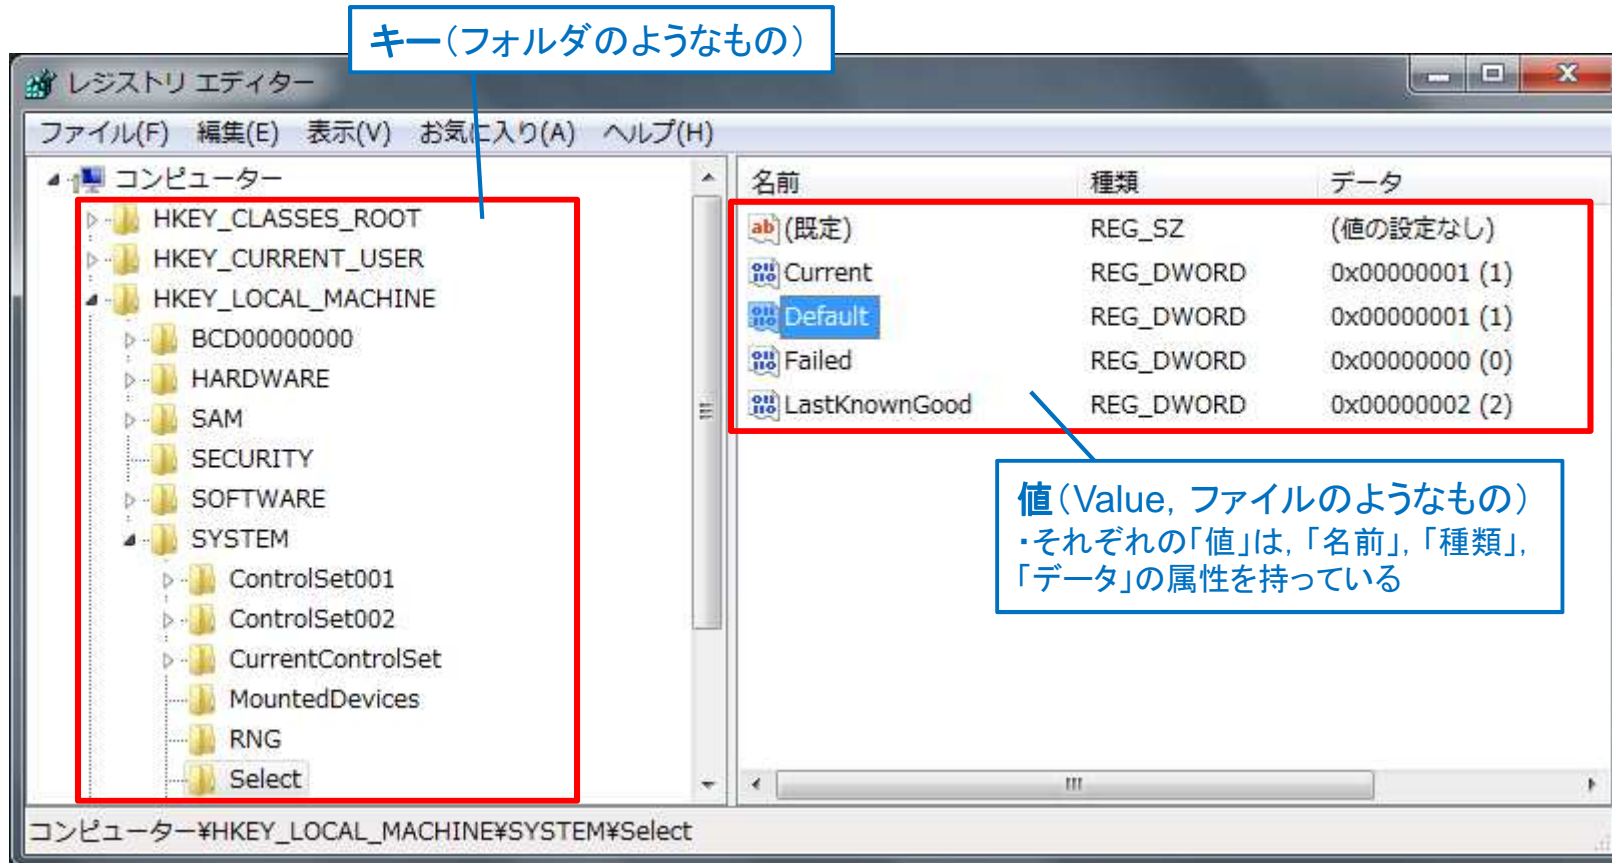 キー（フォルダのようなもの）
レジストリ エディター
ファイル(F) 編集(E) 表示(V) お気に入り(A) ヘルプ(H)
コンピューター
HKEY_CLASSES_ROOT
HKEY_CURRENT_USER
HKEY_LOCAL_MACHINE
BCD00000000
HARDWARE
SAM
SECURITY
SOFTWARE
SYSTEM
ControlSet001
ControlSet002
CurrentControlSet
MountedDevices
RNG
Select
名前 種類 データ
(既定) REG_SZ (値の設定なし)
Current REG_DWORD 0x00000001 (1)
Default REG_DWORD 0x00000001 (1)
Failed REG_DWORD 0x00000000 (0)
LastKnownGood REG_DWORD 0x00000002 (2)
値（Value, ファイルのようなもの）
・それぞれの「値」は，「名前」，「種類」，
「データ」の属性を持っている
コンピューター¥HKEY_LOCAL_MACHINE¥SYSTEM¥Select